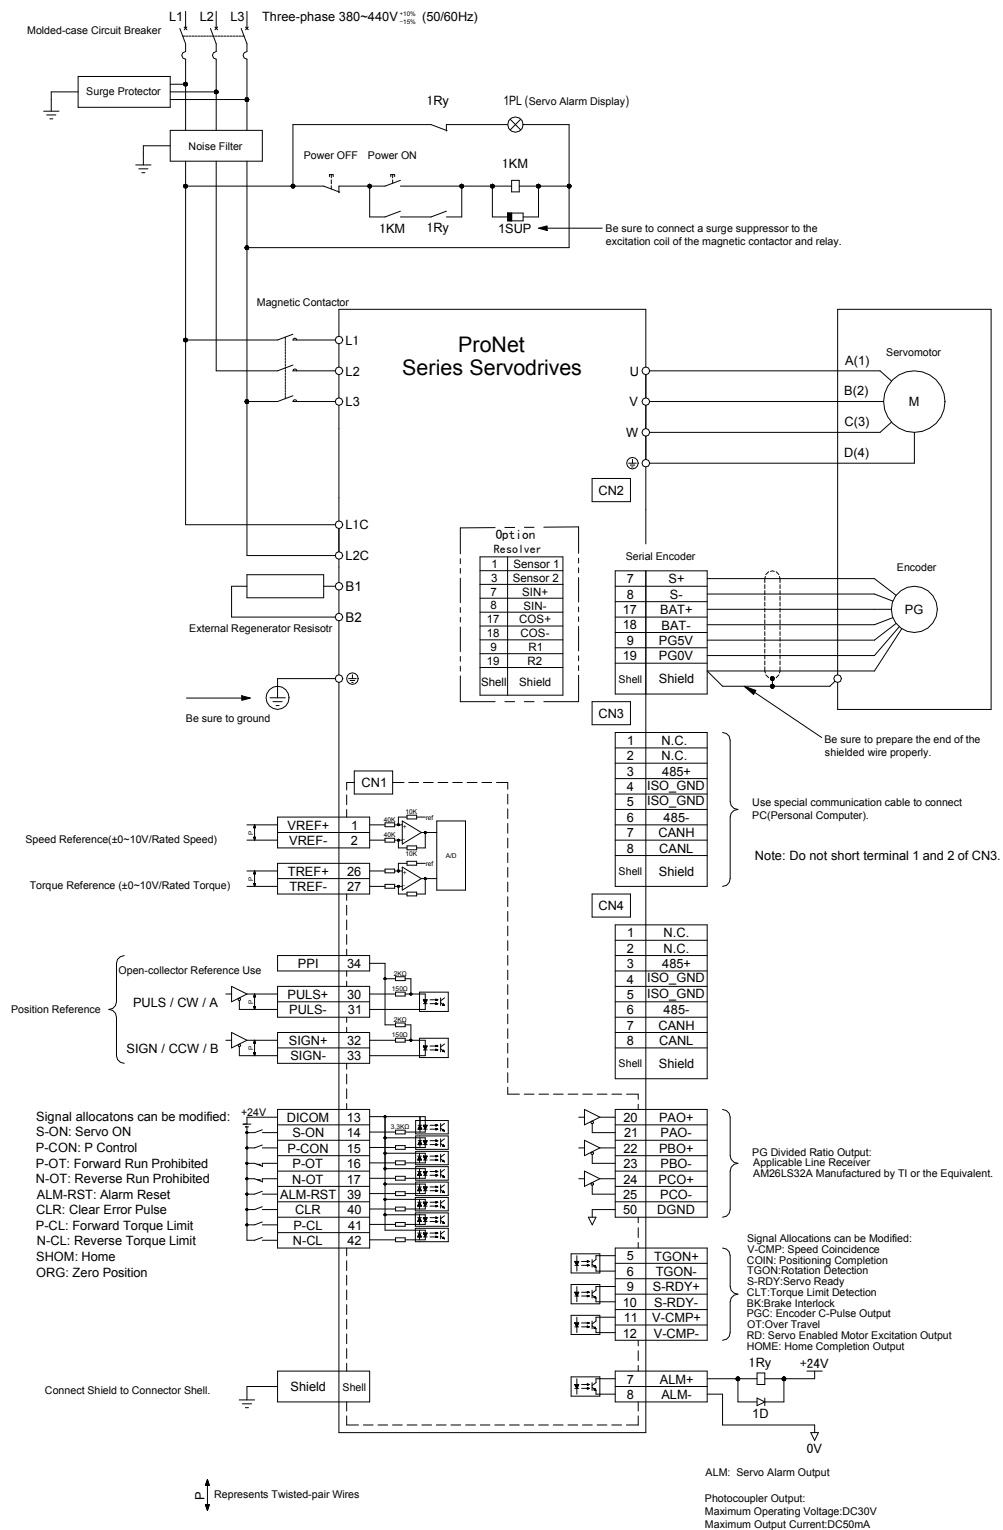 L1 L2 L3 Three-phase 380~440V +10% -15% (50/60Hz)
Molded-case Circuit Breaker
Surge Protector
1Ry 1PL (Servo Alarm Display)
Noise Filter
Power OFF Power ON 1KM
1KM 1Ry 1SUP
Be sure to connect a surge suppressor to the
excitation coil of the magnetic contactor and relay.
Magnetic Contactor
ProNet
Series Servodrives
L1
L2
L3
U
V
W
A(1)
B(2)
C(3)
D(4)
Servomotor
M
CN2
L1C
L2C
B1
B2
External Regenerator Resisotr
Be sure to ground
Option
Resolver
1 Sensor 1
3 Sensor 2
7 SIN+
8 SIN-
17 COS+
18 COS-
9 R1
19 R2
Shell Shield
Serial Encoder
7 S+
8 S-
17 BAT+
18 BAT-
9 PG5V
19 PG0V
Shell Shield
Encoder
PG
Be sure to prepare the end of the
shielded wire properly.
CN3
1 N.C.
2 N.C.
3 485+
4 ISO_GND
5 ISO_GND
6 485-
7 CANH
8 CANL
Shell Shield
Use special communication cable to connect
PC(Personal Computer).
Note: Do not short terminal 1 and 2 of CN3.
CN4
1 N.C.
2 N.C.
3 485+
4 ISO_GND
5 ISO_GND
6 485-
7 CANH
8 CANL
Shell Shield
CN1
Speed Reference(±0~10V/Rated Speed)
P
VREF+ 1
VREF- 2
40K
40K
10K
ref
10K
A/D
Torque Reference (±0~10V/Rated Torque)
P
TREF+ 26
TREF- 27
ref
Position Reference
Open-collector Reference Use
PPI 34
PULS / CW / A
P
PULS+ 30
PULS- 31
2KΩ
150Ω
SIGN / CCW / B
P
SIGN+ 32
SIGN- 33
2KΩ
150Ω
Signal allocatons can be modified:
S-ON: Servo ON
P-CON: P Control
P-OT: Forward Run Prohibited
N-OT: Reverse Run Prohibited
ALM-RST: Alarm Reset
CLR: Clear Error Pulse
P-CL: Forward Torque Limit
N-CL: Reverse Torque Limit
SHOM: Home
ORG: Zero Position
+24V
DICOM 13
S-ON 14
P-CON 15
P-OT 16
N-OT 17
ALM-RST 39
CLR 40
P-CL 41
N-CL 42
3.3KΩ
20 PAO+
21 PAO-
22 PBO+
23 PBO-
24 PCO+
25 PCO-
50 DGND
PG Divided Ratio Output:
Applicable Line Receiver
AM26LS32A Manufactured by TI or the Equivalent.
5 TGON+
6 TGON-
9 S-RDY+
10 S-RDY-
11 V-CMP+
12 V-CMP-
Signal Allocations can be Modified:
V-CMP: Speed Coincidence
COIN: Positioning Completion
TGON:Rotation Detection
S-RDY:Servo Ready
CLT:Torque Limit Detection
BK:Brake Interlock
PGC: Encoder C-Pulse Output
OT:Over Travel
RD: Servo Enabled Motor Excitation Output
HOME: Home Completion Output
Connect Shield to Connector Shell.
Shield Shell
7 ALM+
8 ALM-
1Ry +24V
1D
0V
ALM: Servo Alarm Output
P Represents Twisted-pair Wires
Photocoupler Output:
Maximum Operating Voltage:DC30V
Maximum Output Current:DC50mA